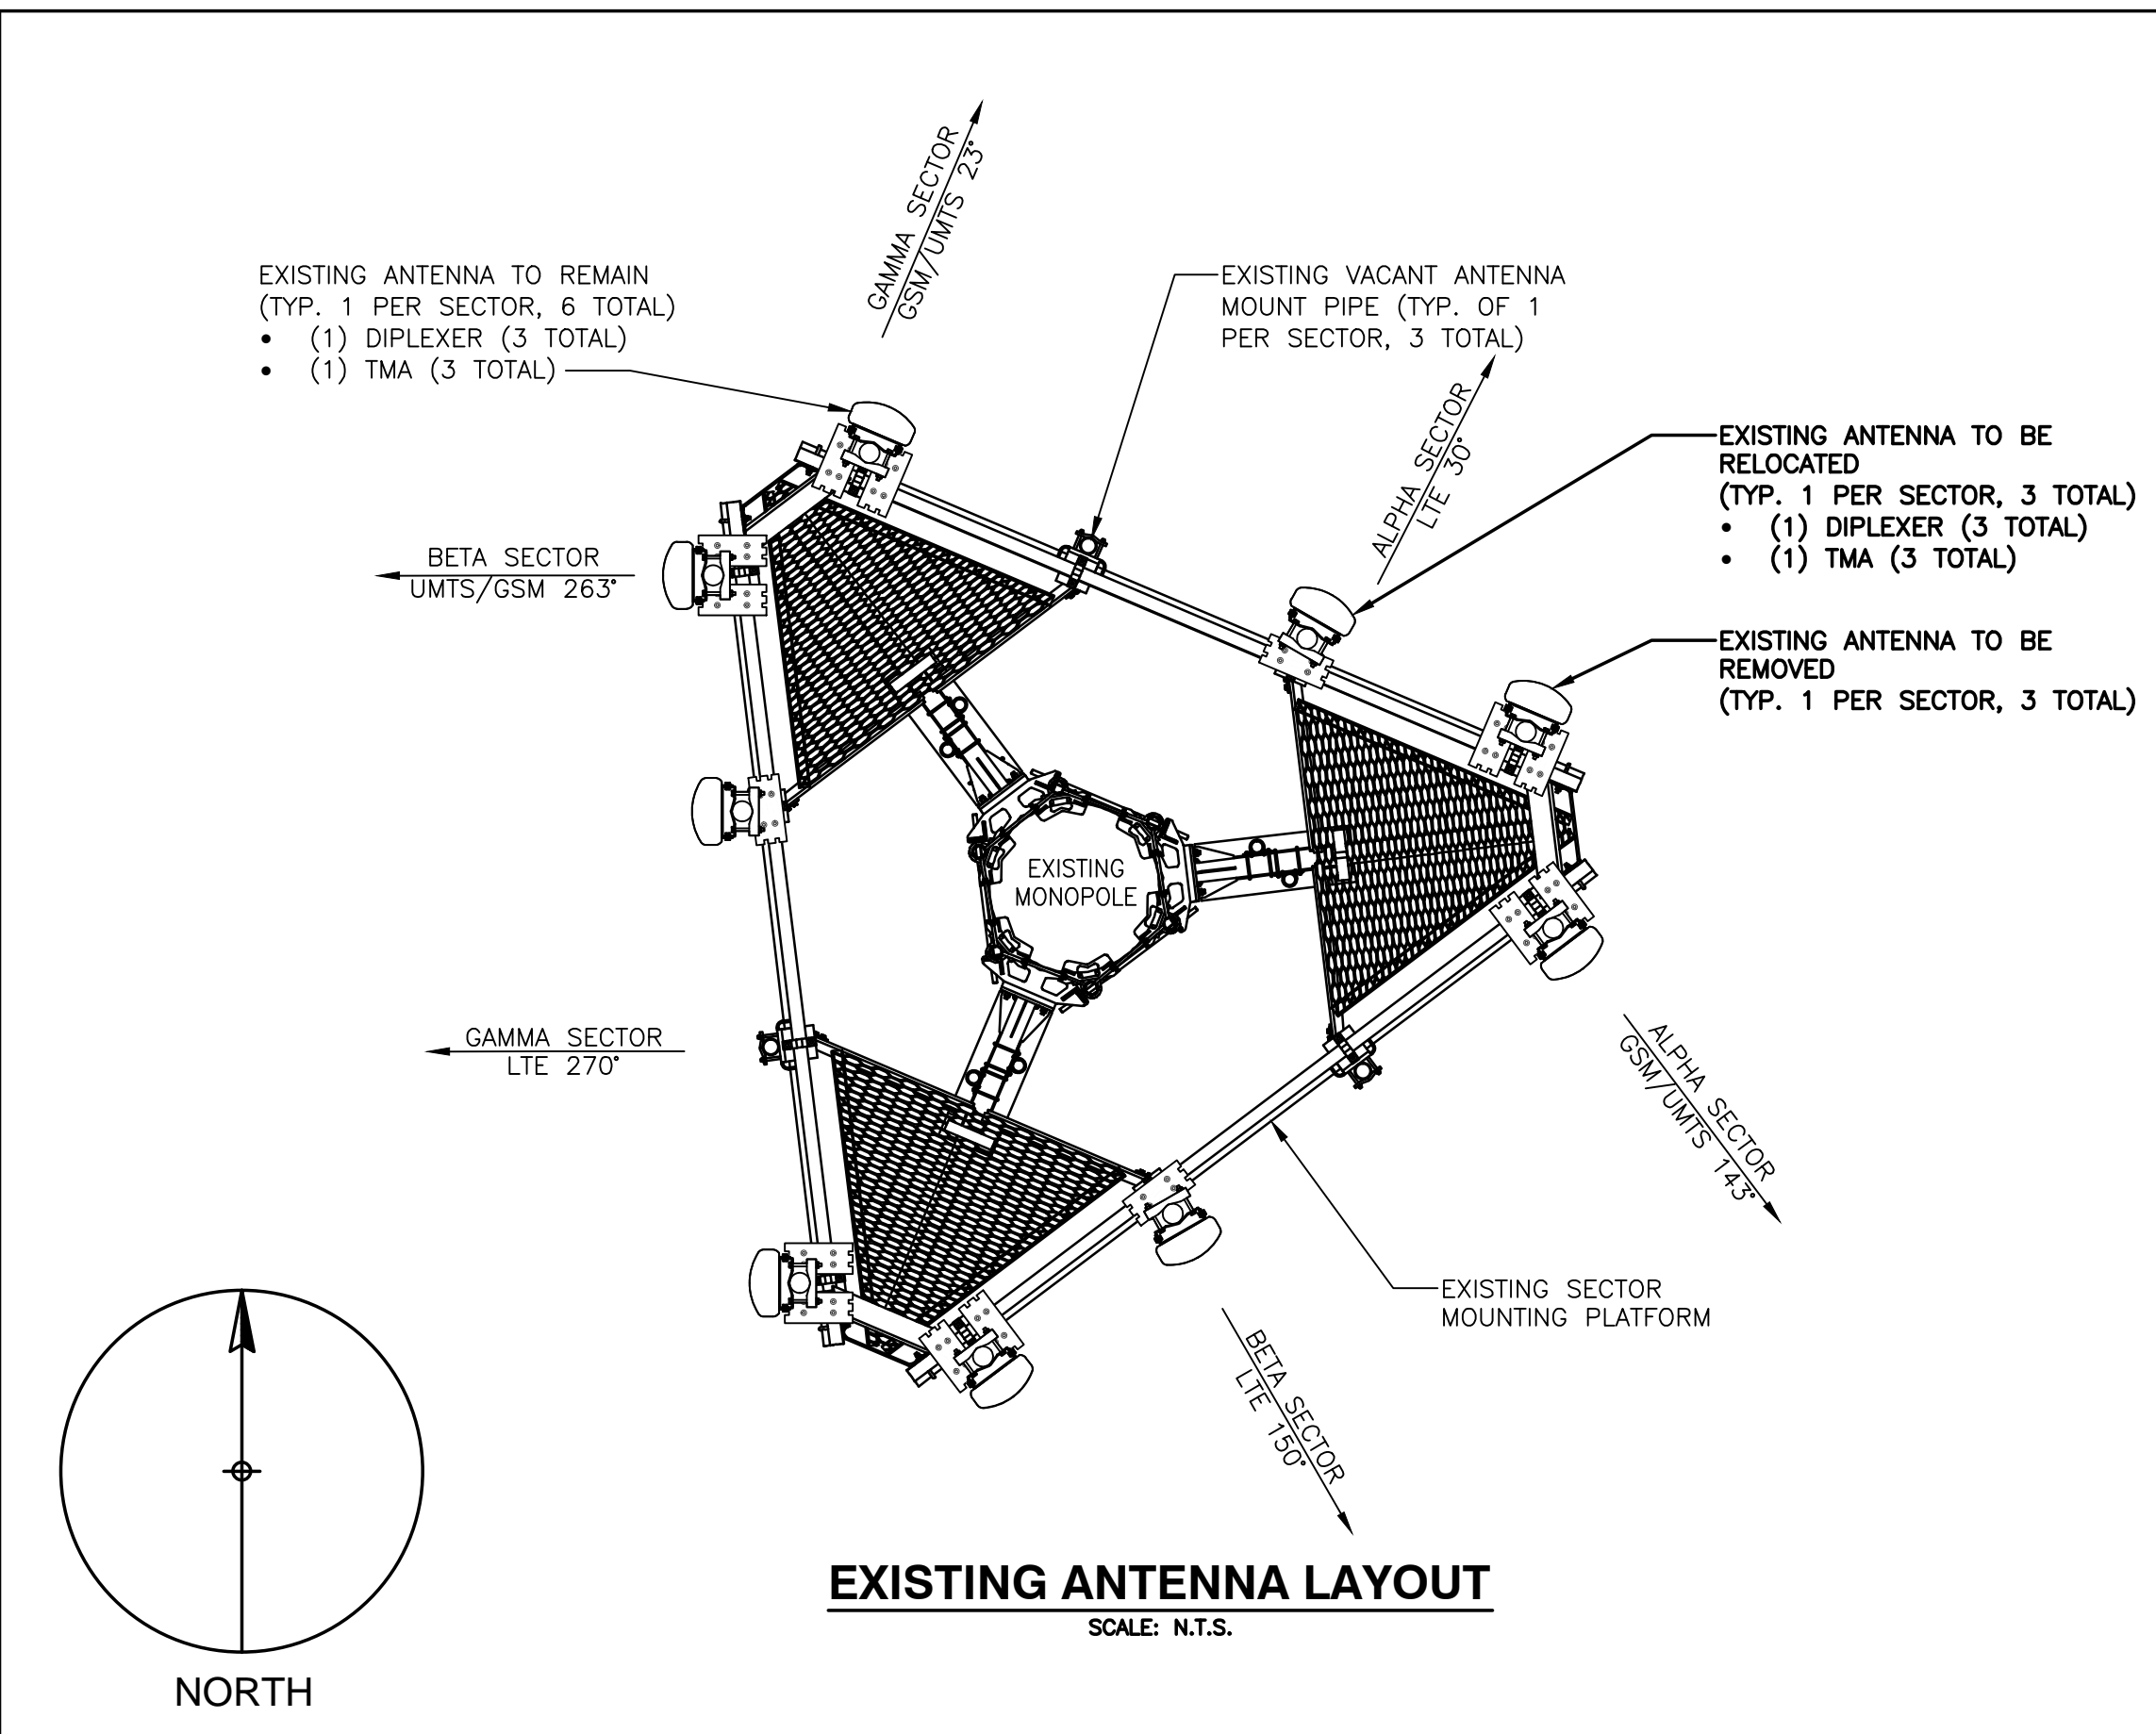 GAMMA SECTOR
GSM/UMTS 23°
EXISTING ANTENNA TO REMAIN
(TYP. 1 PER SECTOR, 6 TOTAL)
• (1) DIPLEXER (3 TOTAL)
• (1) TMA (3 TOTAL)
EXISTING VACANT ANTENNA
MOUNT PIPE (TYP. OF 1
PER SECTOR, 3 TOTAL)
ALPHA SECTOR
LTE 30°
EXISTING ANTENNA TO BE
RELOCATED
(TYP. 1 PER SECTOR, 3 TOTAL)
• (1) DIPLEXER (3 TOTAL)
• (1) TMA (3 TOTAL)
BETA SECTOR
UMTS/GSM 263°
EXISTING ANTENNA TO BE
REMOVED
(TYP. 1 PER SECTOR, 3 TOTAL)
EXISTING
MONOPOLE
GAMMA SECTOR
LTE 270°
ALPHA SECTOR
GSM/UMTS 143°
EXISTING SECTOR
MOUNTING PLATFORM
BETA SECTOR
LTE 150°
EXISTING ANTENNA LAYOUT
SCALE: N.T.S.
NORTH